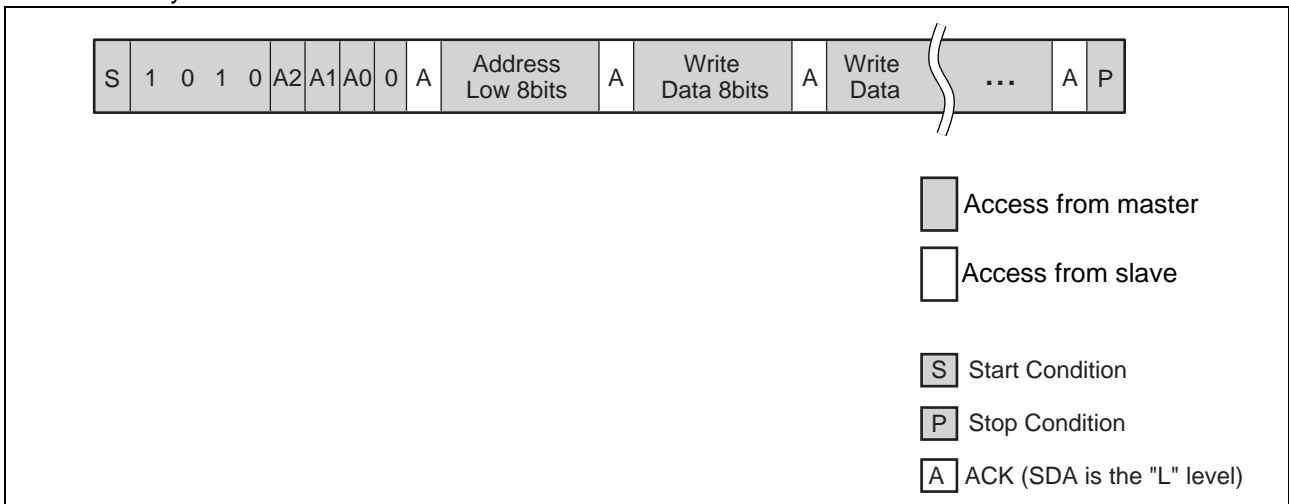 S 1 0 1 0 A2 A1 A0 0 A Address Low 8bits A Write Data 8bits A Write Data ... A P
Access from master
Access from slave
S Start Condition
P Stop Condition
A ACK (SDA is the "L" level)